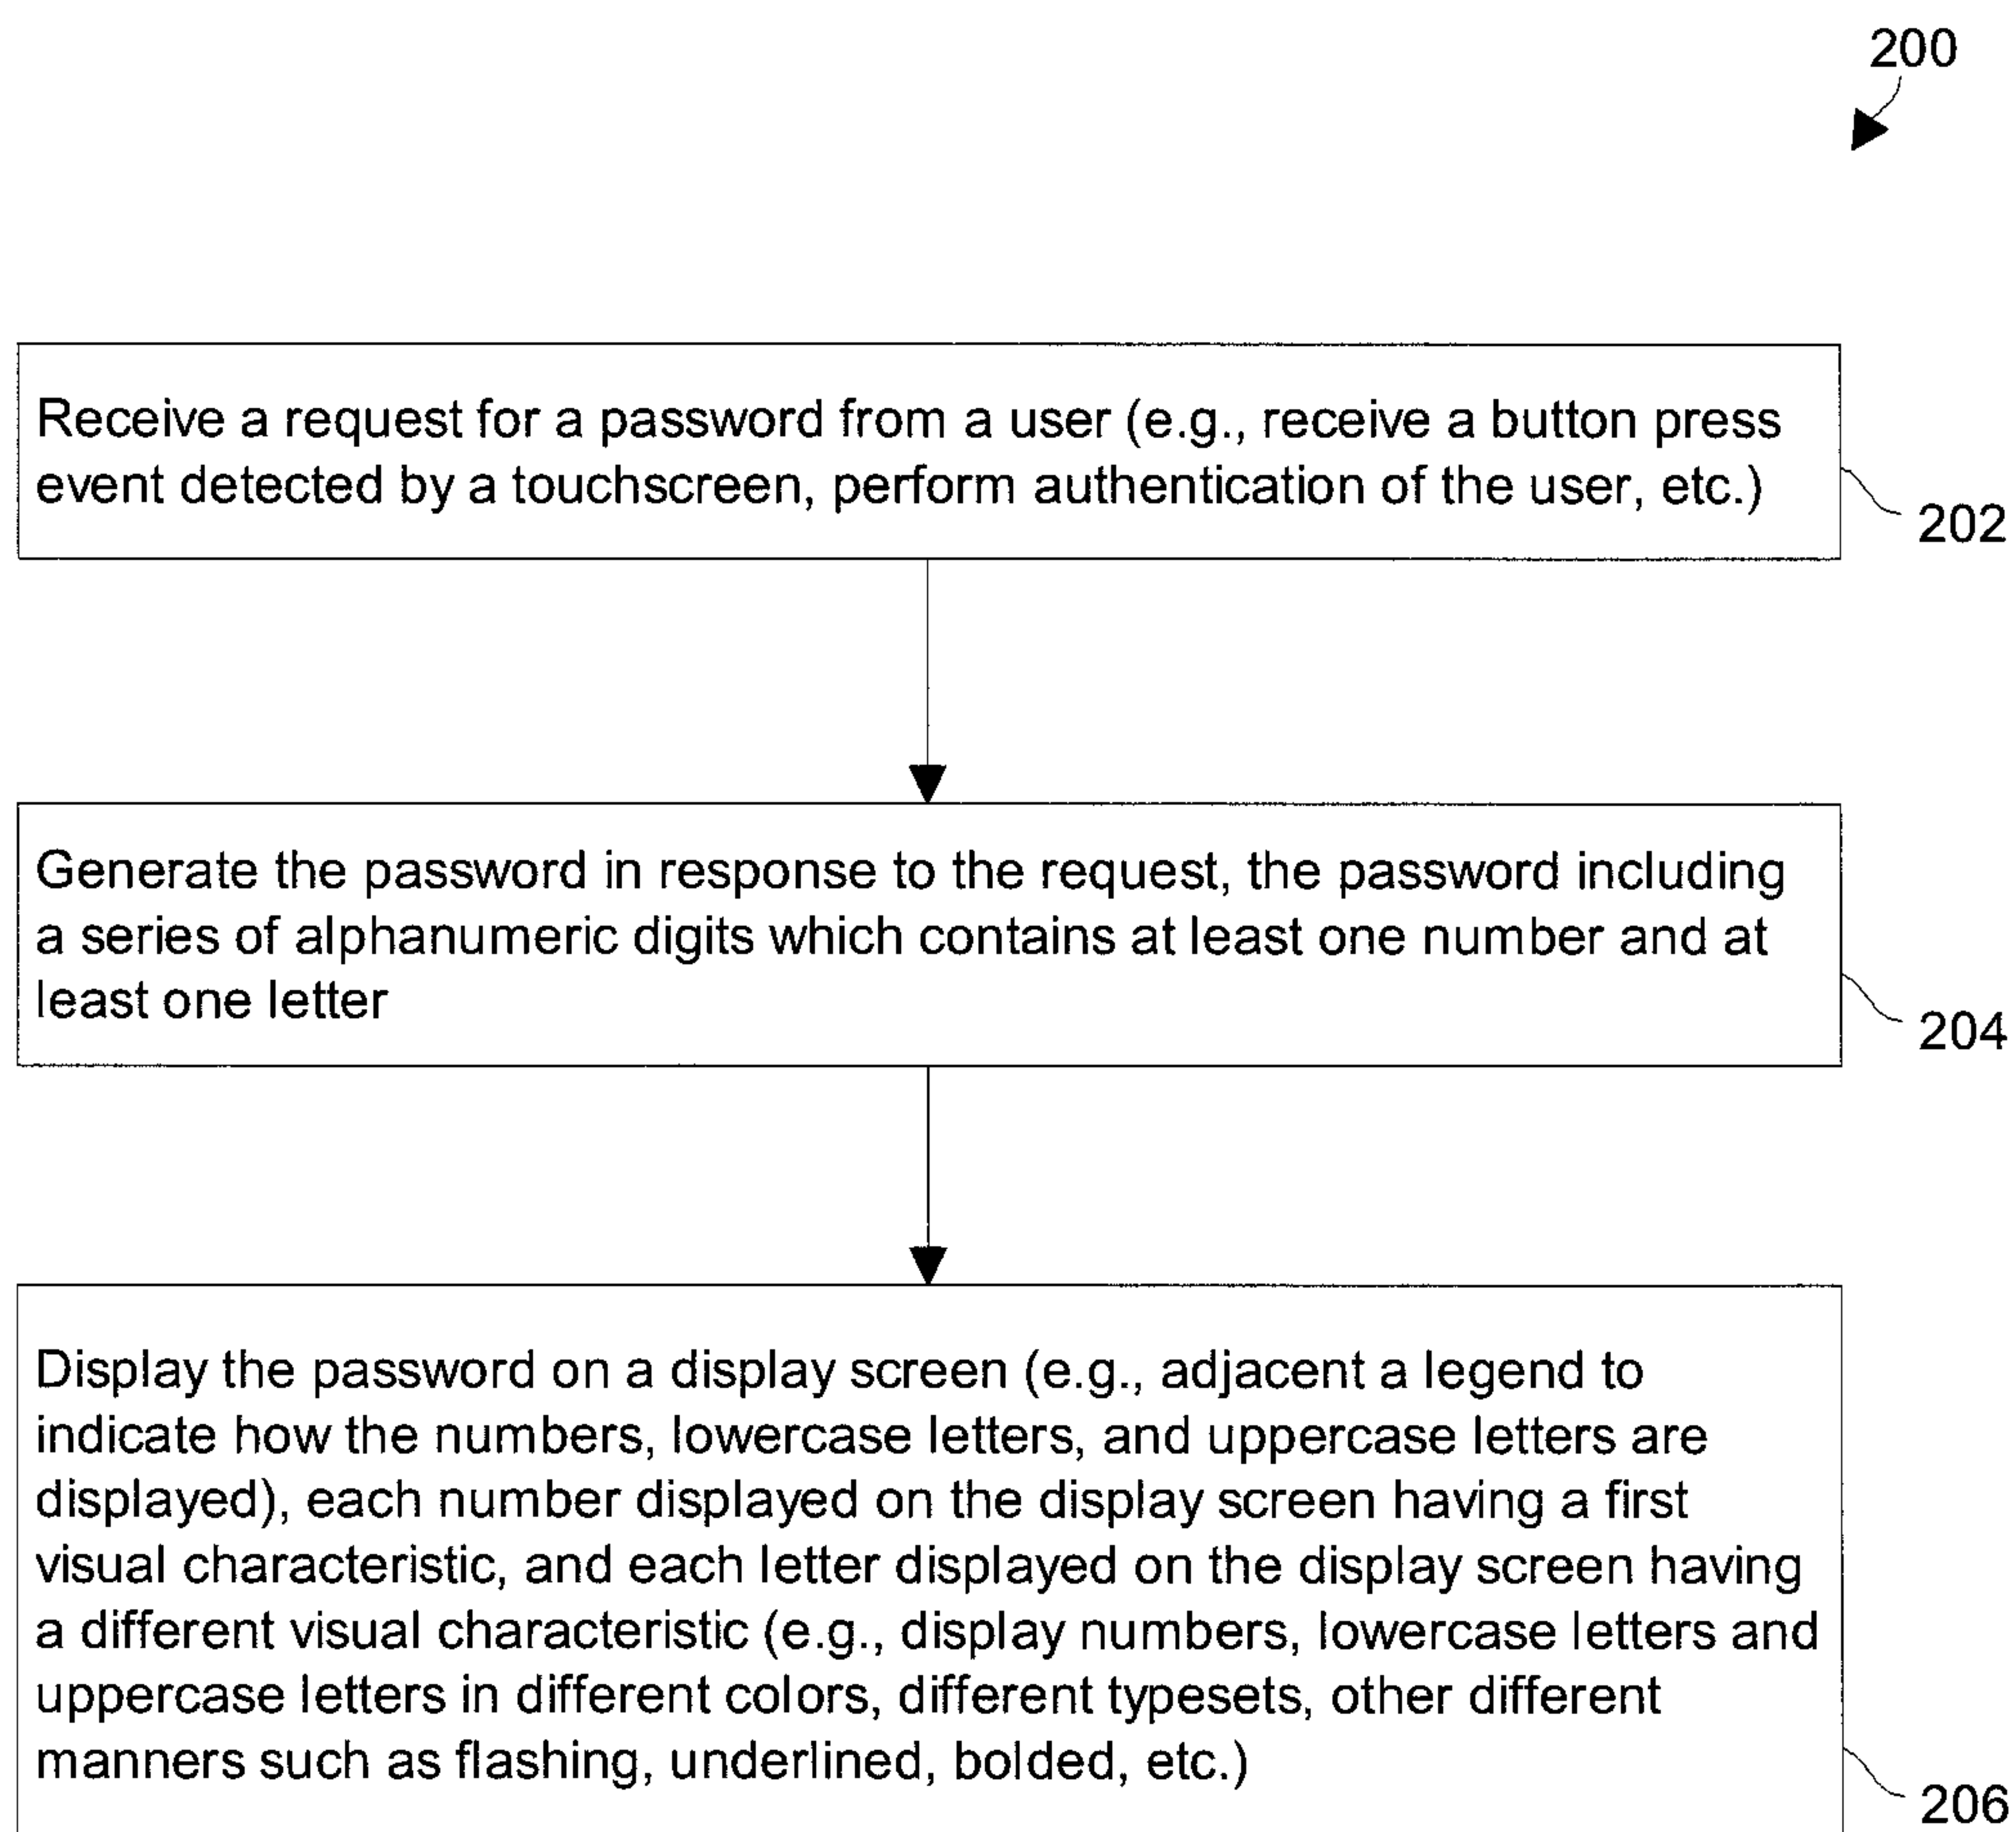 200
Receive a request for a password from a user (e.g., receive a button press
event detected by a touchscreen, perform authentication of the user, etc.)
202
Generate the password in response to the request, the password including
a series of alphanumeric digits which contains at least one number and at
least one letter
204
Display the password on a display screen (e.g., adjacent a legend to
indicate how the numbers, lowercase letters, and uppercase letters are
displayed), each number displayed on the display screen having a first
visual characteristic, and each letter displayed on the display screen having
a different visual characteristic (e.g., display numbers, lowercase letters and
uppercase letters in different colors, different typesets, other different
manners such as flashing, underlined, bolded, etc.)
206